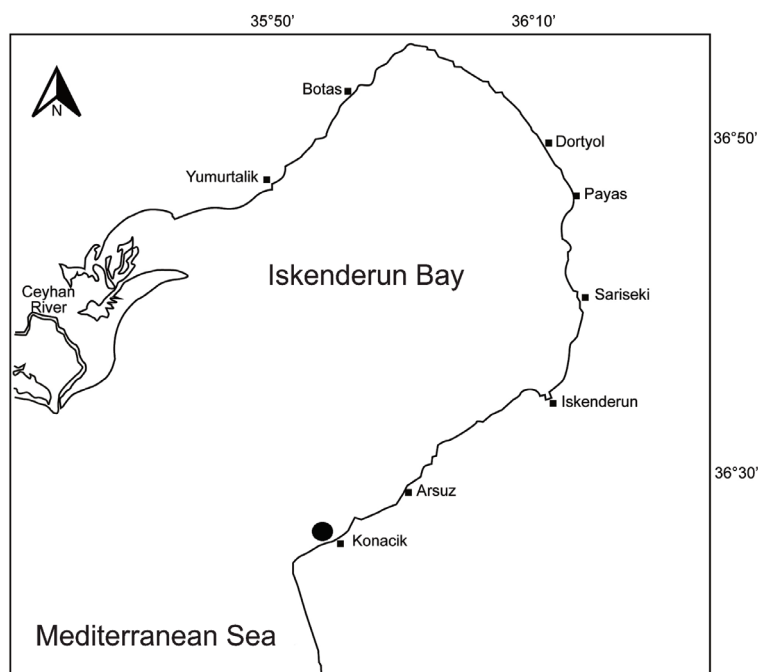 35°50'
36°10'
N
Botas
36°50'
Dortyol
Yumurtalik
Payas
Iskenderun Bay
Ceyhan
River
Sariseki
Iskenderun
36°30'
Arsuz
Konacik
Mediterranean Sea